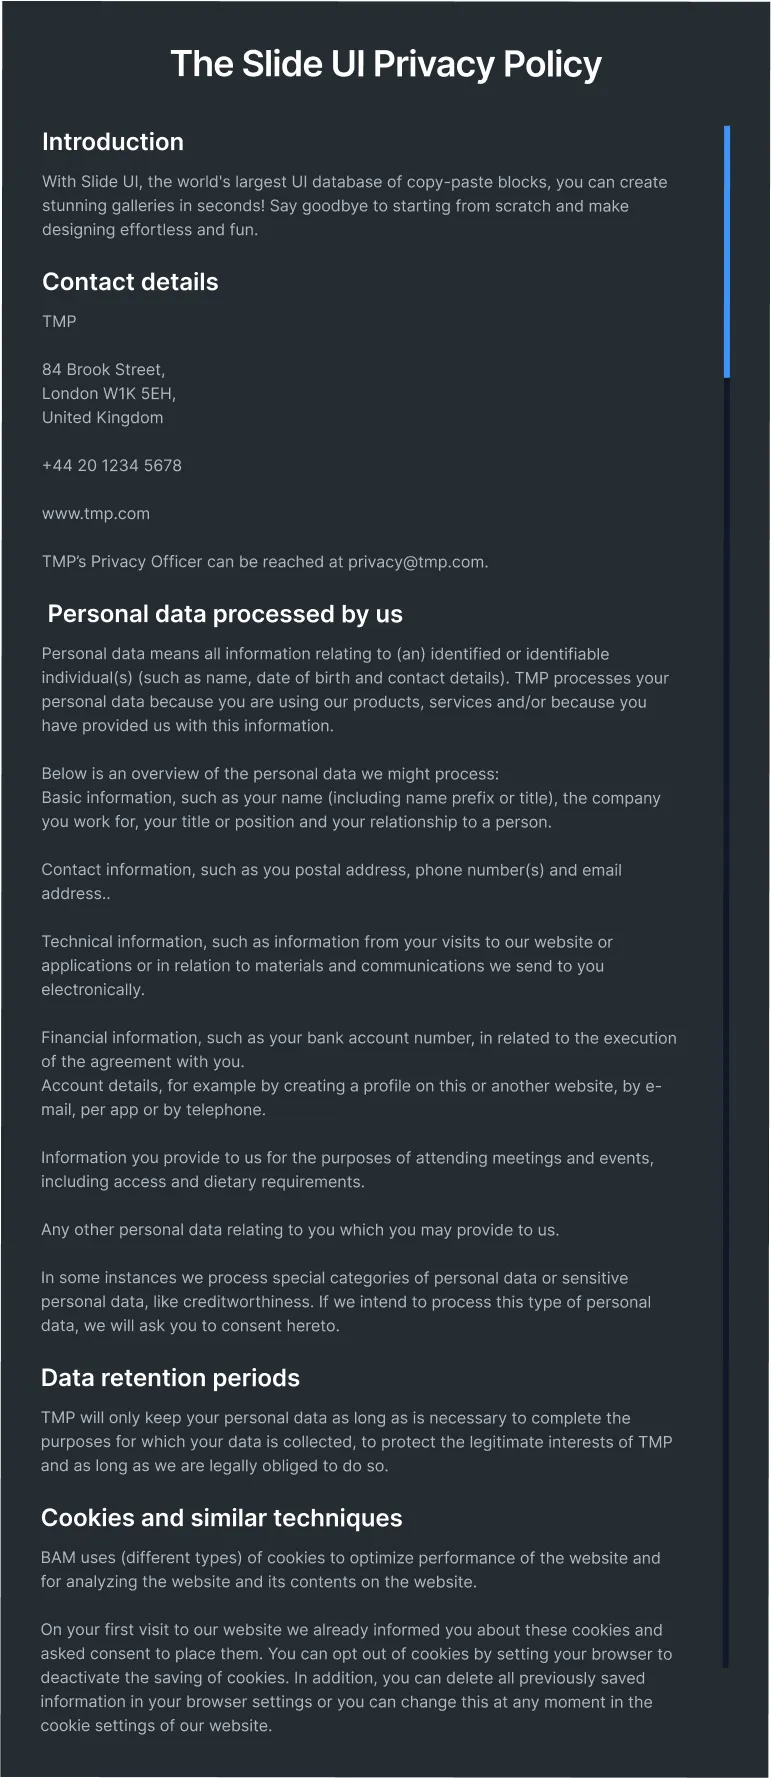 The Slide UI Privacy Policy
Introduction
With Slide UI, the world's largest UI database of copy-paste blocks, you can create
stunning galleries in seconds! Say goodbye to starting from scratch and make
designing effortless and fun.
Contact details
TMP
84 Brook Street,
London W1K 5EH,
United Kingdom
+44 20 1234 5678
www.tmp.com
TMP’s Privacy Officer can be reached at privacy@tmp.com.
Personal data processed by us
Personal data means all information relating to (an) identified or identifiable
individual(s) (such as name, date of birth and contact details). TMP processes your
personal data because you are using our products, services and/or because you
have provided us with this information.
Below is an overview of the personal data we might process:
Basic information, such as your name (including name prefix or title), the company
you work for, your title or position and your relationship to a person.
Contact information, such as you postal address, phone number(s) and email
address..
Technical information, such as information from your visits to our website or
applications or in relation to materials and communications we send to you
electronically.
Financial information, such as your bank account number, in related to the execution
of the agreement with you.
Account details, for example by creating a profile on this or another website, by e-
mail, per app or by telephone.
Information you provide to us for the purposes of attending meetings and events,
including access and dietary requirements.
Any other personal data relating to you which you may provide to us.
In some instances we process special categories of personal data or sensitive
personal data, like creditworthiness. If we intend to process this type of personal
data, we will ask you to consent hereto.
Data retention periods
TMP will only keep your personal data as long as is necessary to complete the
purposes for which your data is collected, to protect the legitimate interests of TMP
and as long as we are legally obliged to do so.
Cookies and similar techniques
BAM uses (different types) of cookies to optimize performance of the website and
for analyzing the website and its contents on the website.
On your first visit to our website we already informed you about these cookies and
asked consent to place them. You can opt out of cookies by setting your browser to
deactivate the saving of cookies. In addition, you can delete all previously saved
information in your browser settings or you can change this at any moment in the
cookie settings of our website.